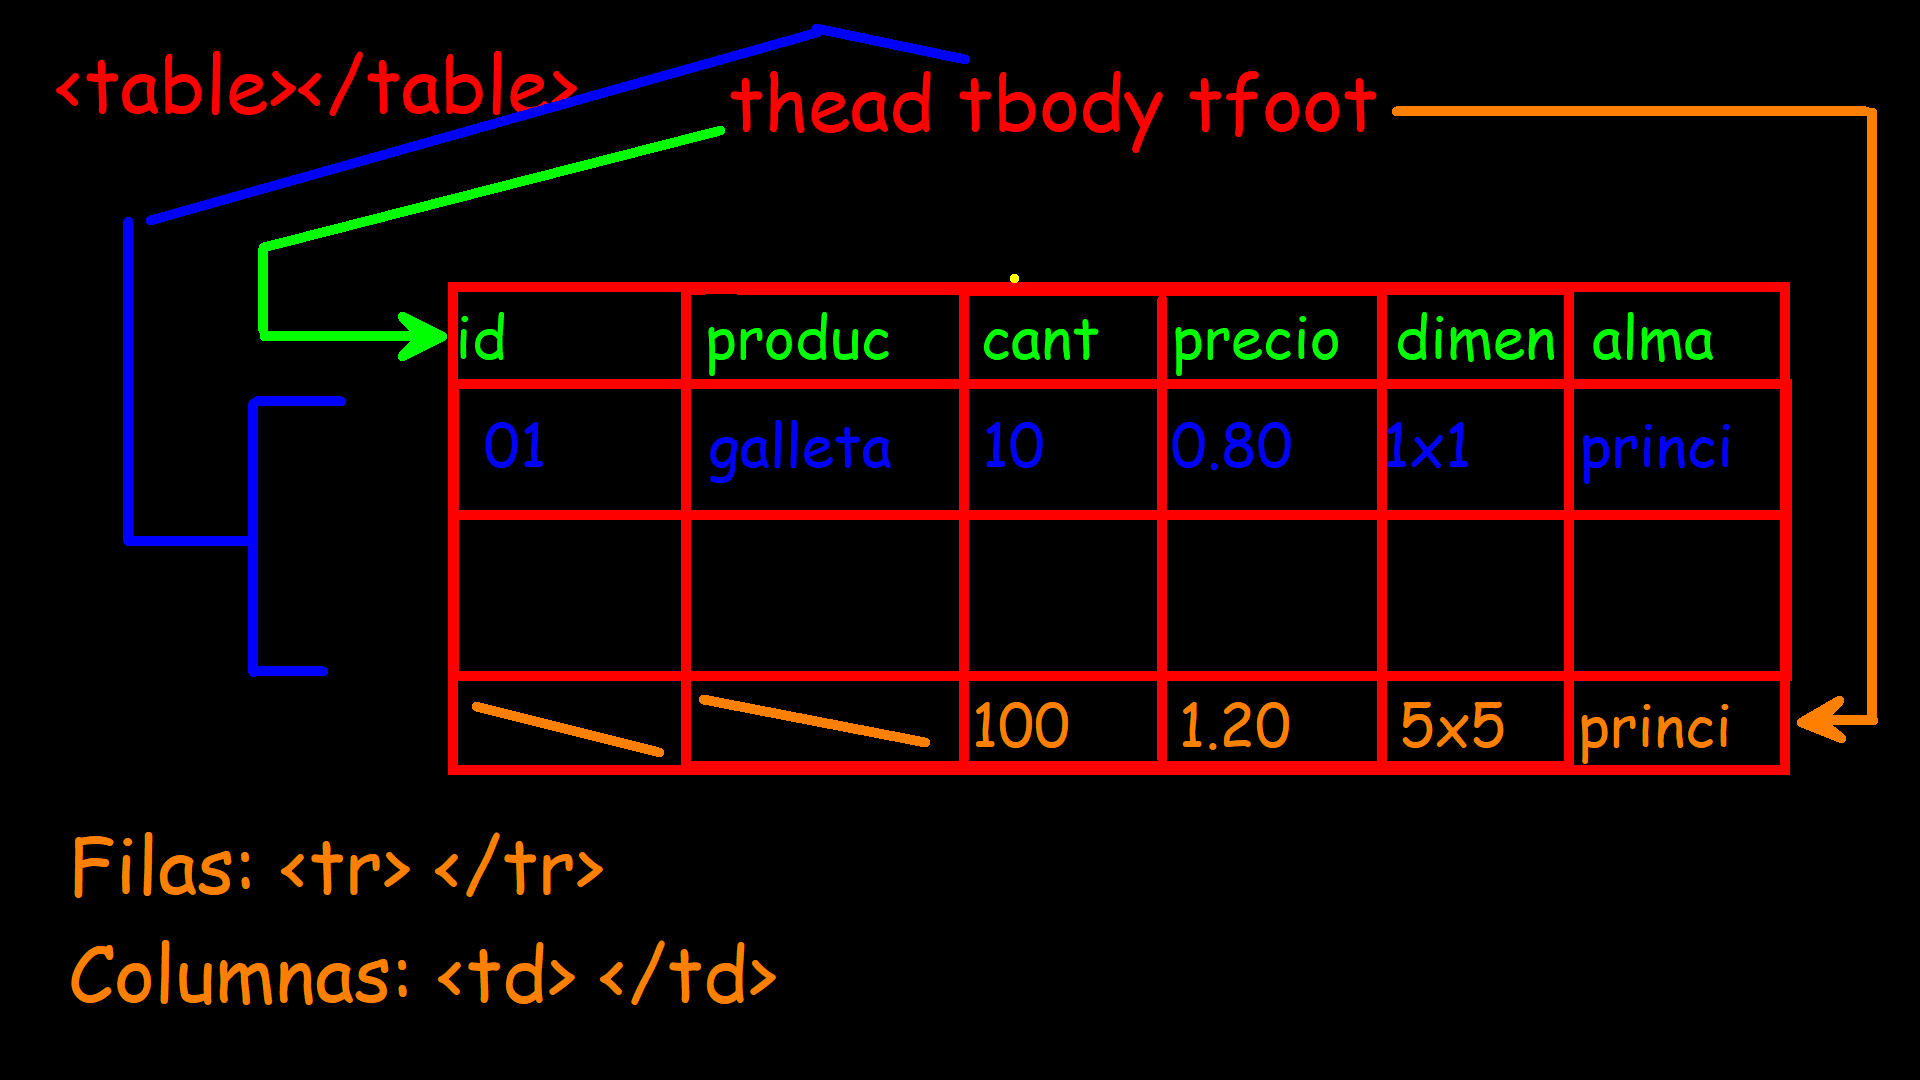 <table></table>
thead tbody tfoot
id produc cant precio dimen alma
01 galleta 10 0.80 1x1 princi
100 1.20 5x5 princi
Filas: <tr> </tr>
Columnas: <td> </td>